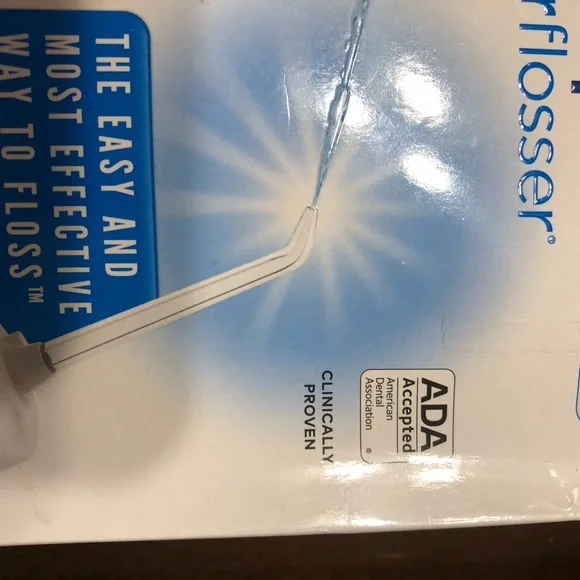 rflosser®
THE EASY AND
MOST EFFECTIVE
WAY TO FLOSS™
ADA
Accepted
American
Dental
Association ®
CLINICALLY
PROVEN